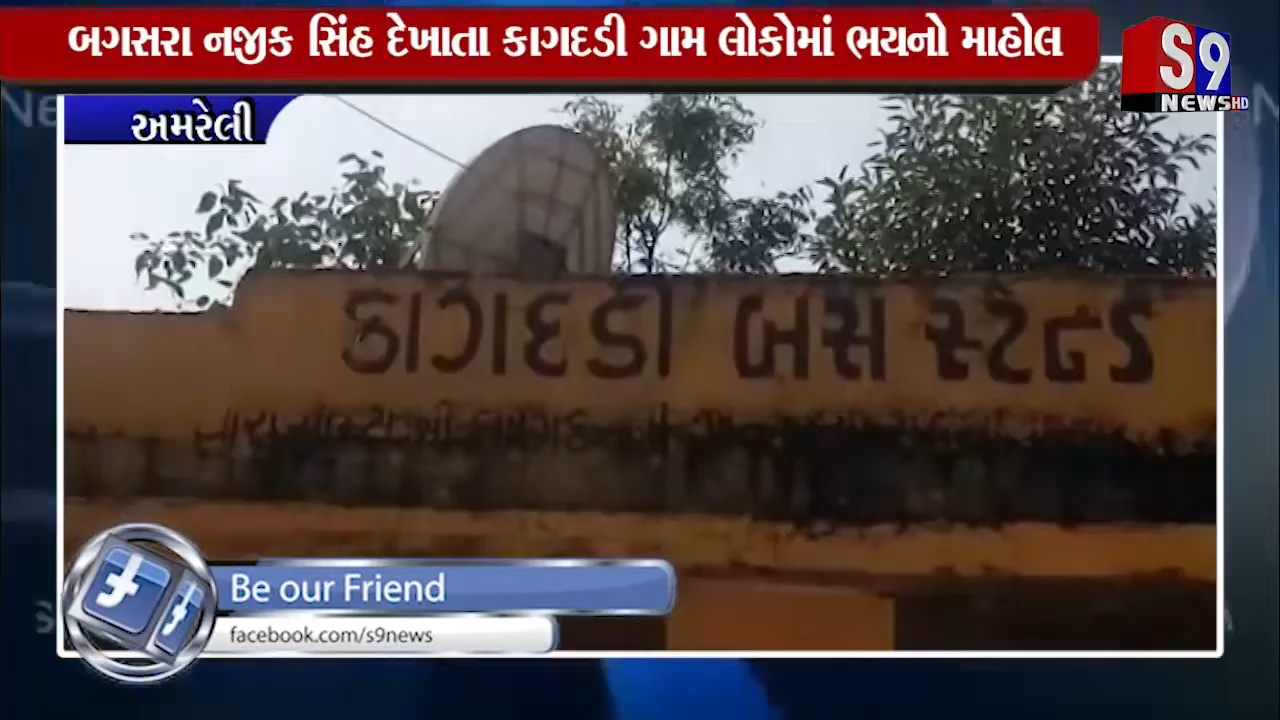 બગસરા નજીક સિંહ દેખાતા કાગદડી ગામ લોકોમાં ભયનો માહોલ
S9
NEWS HD
અમરેલી
કાગદડી બસ સ્ટેન્ડ
Be our Friend
facebook.com/s9news